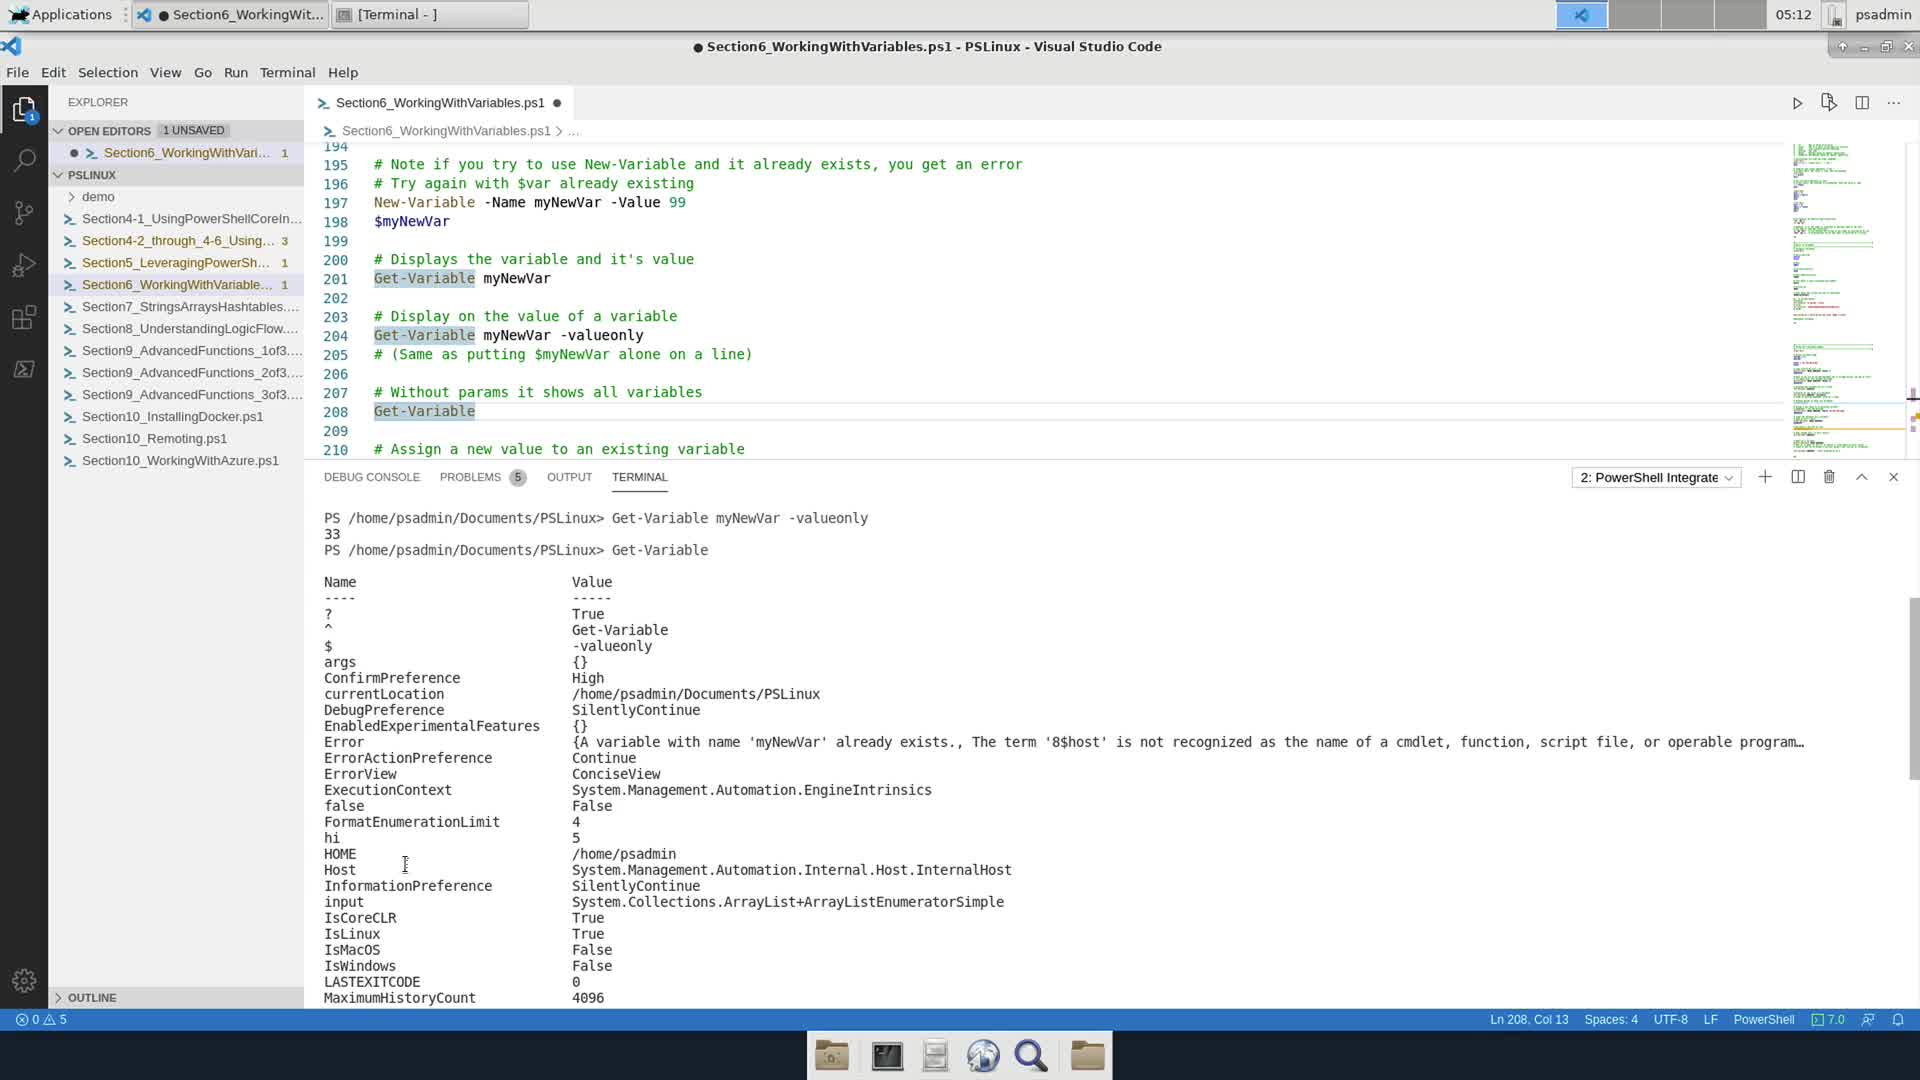 Applications
● Section6_WorkingWit...
[Terminal - ]
05:12
psadmin
● Section6_WorkingWithVariables.ps1 - PSLinux - Visual Studio Code
File Edit Selection View Go Run Terminal Help
EXPLORER
OPEN EDITORS 1 UNSAVED
Section6_WorkingWithVari... 1
PSLINUX
demo
Section4-1_UsingPowerShellCoreIn...
Section4-2_through_4-6_Using... 3
Section5_LeveragingPowerSh... 1
Section6_WorkingWithVariable... 1
Section7_StringsArraysHashtables....
Section8_UnderstandingLogicFlow....
Section9_AdvancedFunctions_1of3....
Section9_AdvancedFunctions_2of3....
Section9_AdvancedFunctions_3of3....
Section10_InstallingDocker.ps1
Section10_Remoting.ps1
Section10_WorkingWithAzure.ps1
OUTLINE
1
Section6_WorkingWithVariables.ps1 ●
Section6_WorkingWithVariables.ps1 > ...
194
195 # Note if you try to use New-Variable and it already exists, you get an error
196 # Try again with $var already existing
197 New-Variable -Name myNewVar -Value 99
198 $myNewVar
199
200 # Displays the variable and it's value
201 Get-Variable myNewVar
202
203 # Display on the value of a variable
204 Get-Variable myNewVar -valueonly
205 # (Same as putting $myNewVar alone on a line)
206
207 # Without params it shows all variables
208 Get-Variable
209
210 # Assign a new value to an existing variable
DEBUG CONSOLE PROBLEMS 5 OUTPUT TERMINAL
2: PowerShell Integrate
PS /home/psadmin/Documents/PSLinux> Get-Variable myNewVar -valueonly
33
PS /home/psadmin/Documents/PSLinux> Get-Variable
Name Value
---- -----
? True
^ Get-Variable
$ -valueonly
args {}
ConfirmPreference High
currentLocation /home/psadmin/Documents/PSLinux
DebugPreference SilentlyContinue
EnabledExperimentalFeatures {}
Error {A variable with name 'myNewVar' already exists., The term '8$host' is not recognized as the name of a cmdlet, function, script file, or operable program…
ErrorActionPreference Continue
ErrorView ConciseView
ExecutionContext System.Management.Automation.EngineIntrinsics
false False
FormatEnumerationLimit 4
hi 5
HOME /home/psadmin
Host System.Management.Automation.Internal.Host.InternalHost
InformationPreference SilentlyContinue
input System.Collections.ArrayList+ArrayListEnumeratorSimple
IsCoreCLR True
IsLinux True
IsMacOS False
IsWindows False
LASTEXITCODE 0
MaximumHistoryCount 4096
0 5
Ln 208, Col 13 Spaces: 4 UTF-8 LF PowerShell 7.0